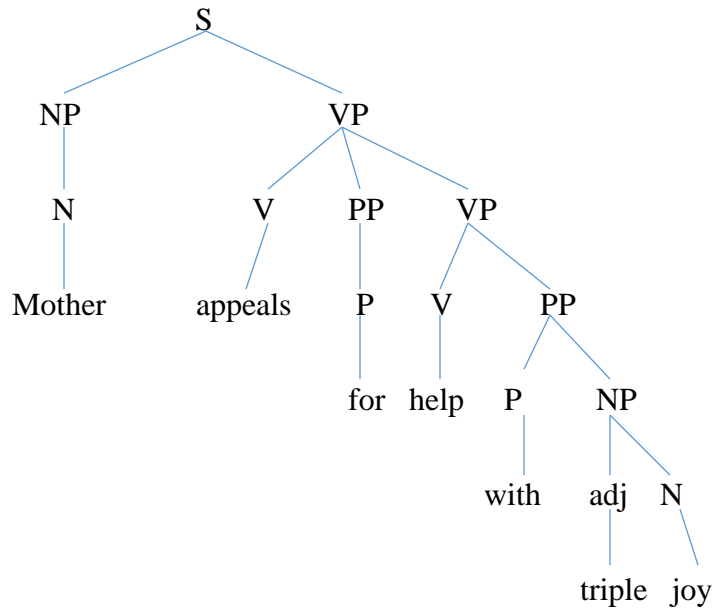 S
NP VP
N V PP VP
Mother appeals P V PP
for help P NP
with adj N
triple joy